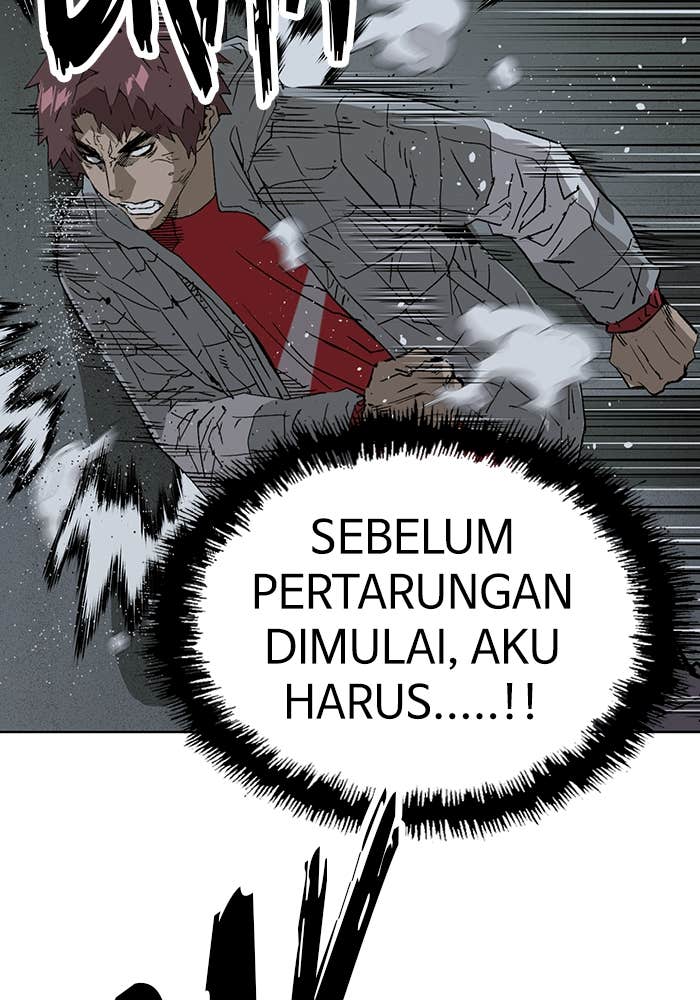 SEBELUM
PERTARUNGAN
DIMULAI, AKU
HARUS.....!!